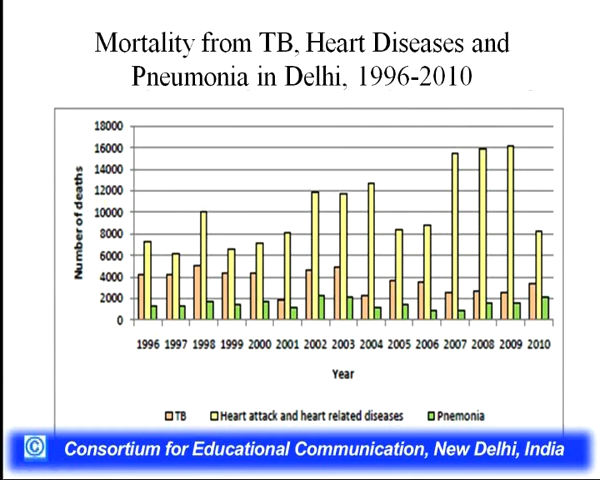 Mortality from TB, Heart Diseases and
Pneumonia in Delhi, 1996-2010
18000
16000
14000
12000
10000
8000
6000
4000
2000
0
Number of deaths
1996 1997 1998 1999 2000 2001 2002 2003 2004 2005 2006 2007 2008 2009 2010
Year
TB Heart attack and heart related diseases Pnemonia
© Consortium for Educational Communication, New Delhi, India